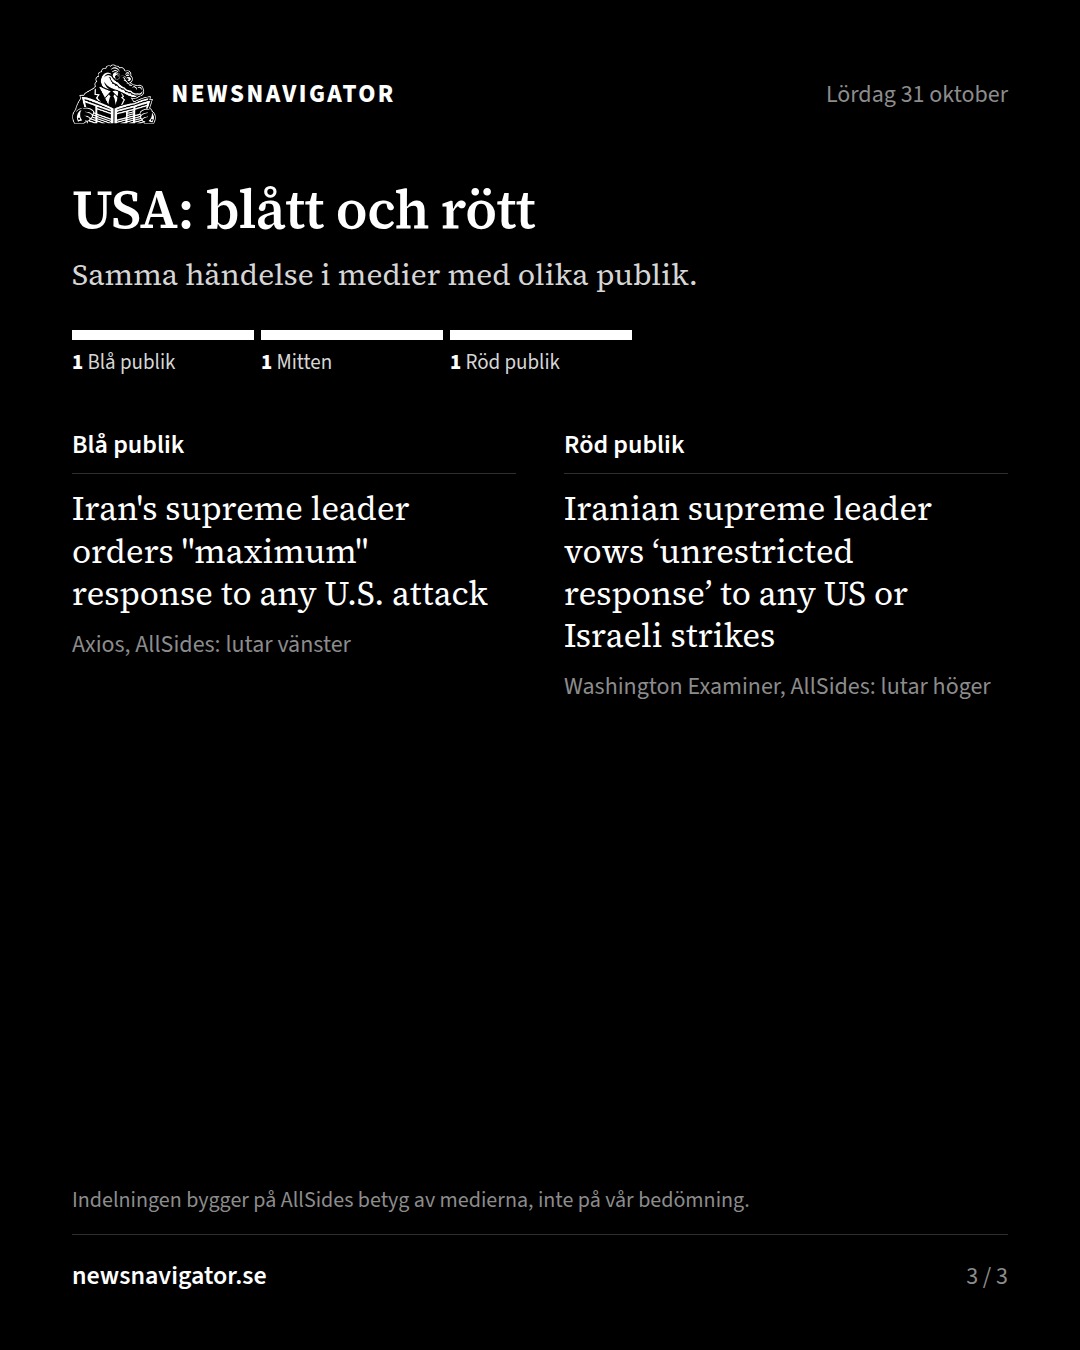 NEWSNAVIGATOR
Lördag 31 oktober
USA: blått och rött
Samma händelse i medier med olika publik.
1 Blå publik
1 Mitten
1 Röd publik
Blå publik
Iran's supreme leader
orders "maximum"
response to any U.S. attack
Axios, AllSides: lutar vänster
Röd publik
Iranian supreme leader
vows ‘unrestricted
response’ to any US or
Israeli strikes
Washington Examiner, AllSides: lutar höger
Indelningen bygger på AllSides betyg av medierna, inte på vår bedömning.
newsnavigator.se
3 / 3